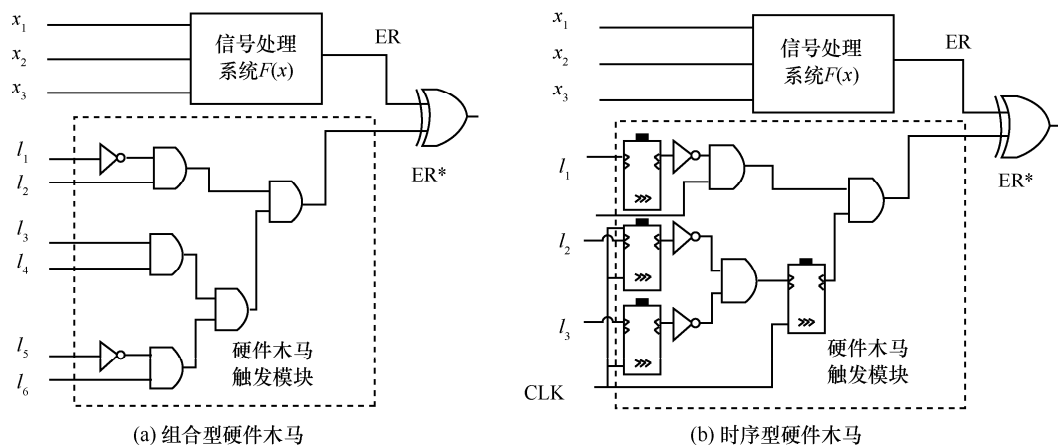 x1
x2
x3
信号处理
系统F(x)
ER
ER*
l1
l2
l3
l4
l5
l6
硬件木马
触发模块
(a) 组合型硬件木马
x1
x2
x3
信号处理
系统F(x)
ER
ER*
l1
l2
l3
CLK
硬件木马
触发模块
(b) 时序型硬件木马